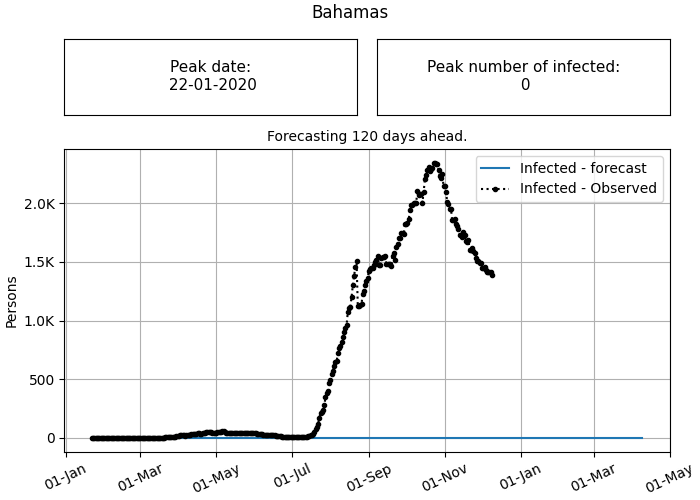 Bahamas
Peak date:
22-01-2020
Peak number of infected:
0
Forecasting 120 days ahead.
Infected - forecast
Infected - Observed
Persons
2.0K
1.5K
1.0K
500
0
01-Jan
01-Mar
01-May
01-Jul
01-Sep
01-Nov
01-Jan
01-Mar
01-May